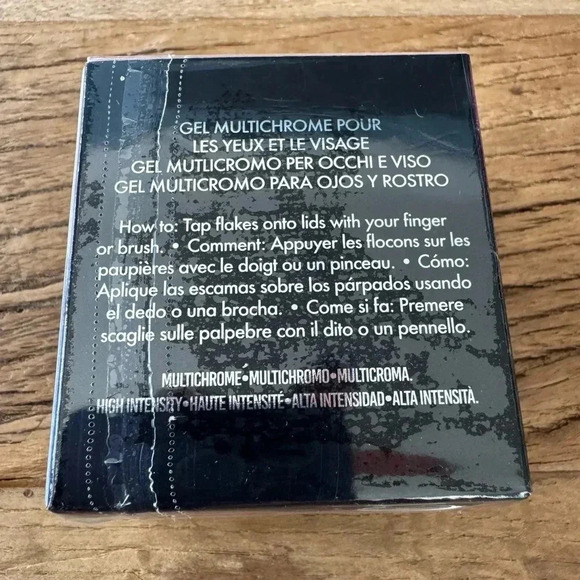 GEL MULTICHROME POUR
LES YEUX ET LE VISAGE
GEL MUTLICROMO PER OCCHI E VISO
GEL MULTICROMO PARA OJOS Y ROSTRO
How to: Tap flakes onto lids with your finger
or brush. • Comment: Appuyer les flocons sur les
paupières avec le doigt ou un pinceau. • Cómo:
Aplique las escamas sobre los párpados usando
el dedo o una brocha. • Come si fa: Premere
scaglie sulle palpebre con il dito o un pennello.
MULTICHROME•MULTICHROMO•MULTICROMA.
HIGH INTENSITY•HAUTE INTENSITÉ•ALTA INTENSIDAD•ALTA INTENSITÀ.